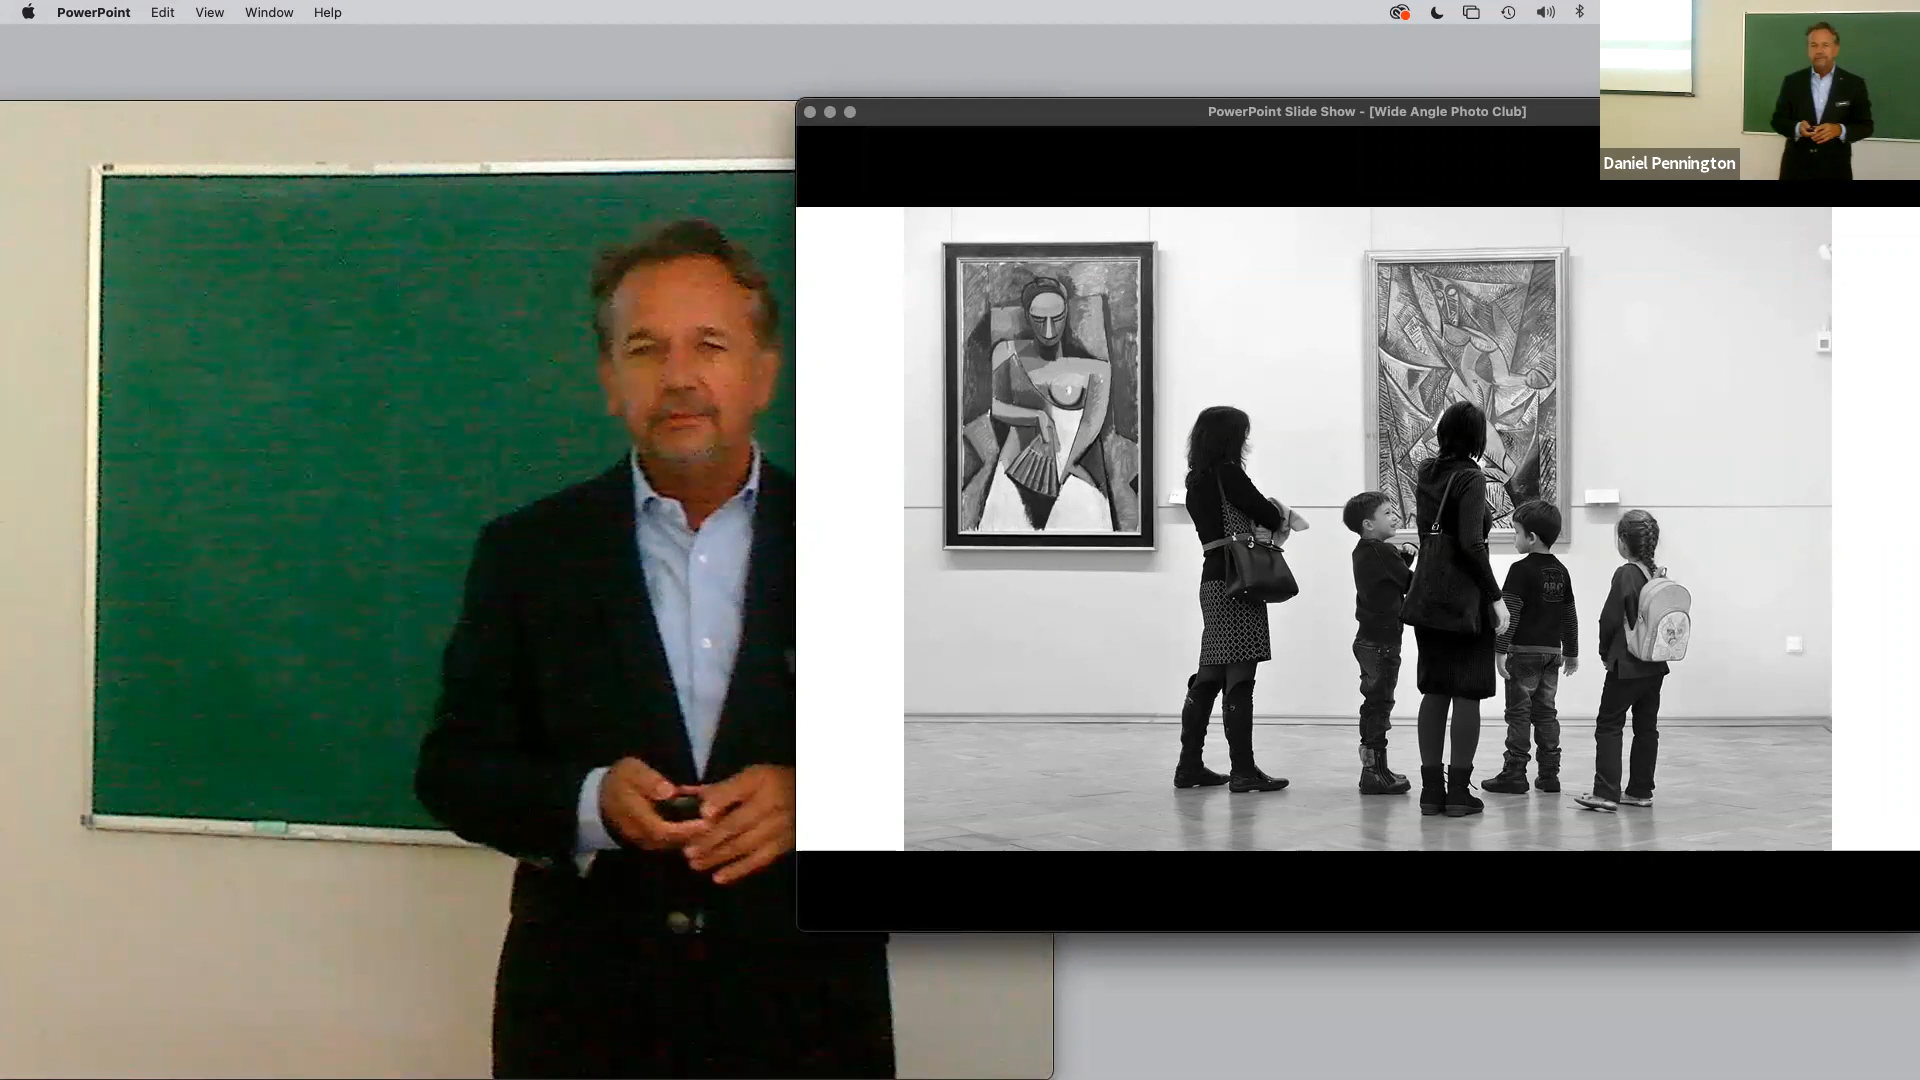 PowerPoint Edit View Window Help
PowerPoint Slide Show - [Wide Angle Photo Club]
Daniel Pennington